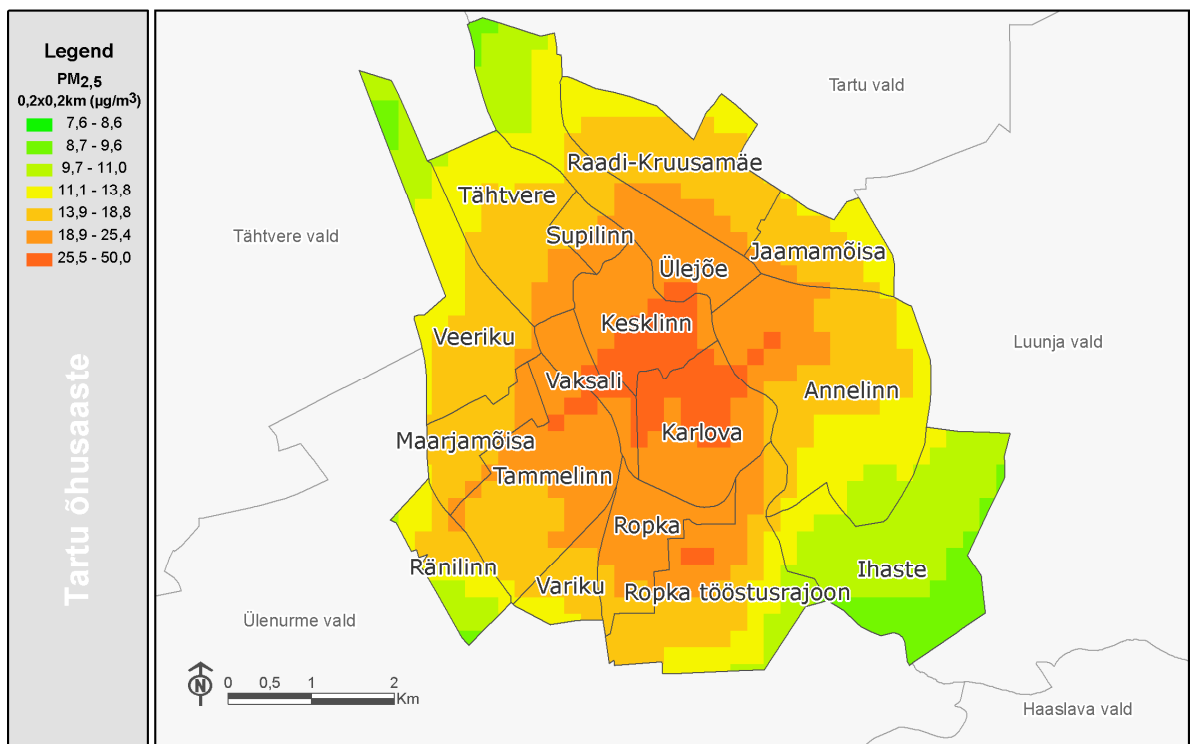 Legend
PM2,5
0,2x0,2km (µg/m3)
7,6 - 8,6
8,7 - 9,6
9,7 - 11,0
11,1 - 13,8
13,9 - 18,8
18,9 - 25,4
25,5 - 50,0
Tartu õhusaaste
Tartu vald
Raadi-Kruusamäe
Tähtvere
Tähtvere vald
Supilinn
Jaamamõisa
Ülejõe
Kesklinn
Veeriku
Luunja vald
Vaksali
Annelinn
Karlova
Maarjamõisa
Tammelinn
Ropka
Ränilinn
Ihaste
Variku
Ropka tööstusrajoon
Ülenurme vald
N
0 0,5 1 2
Km
Haaslava vald